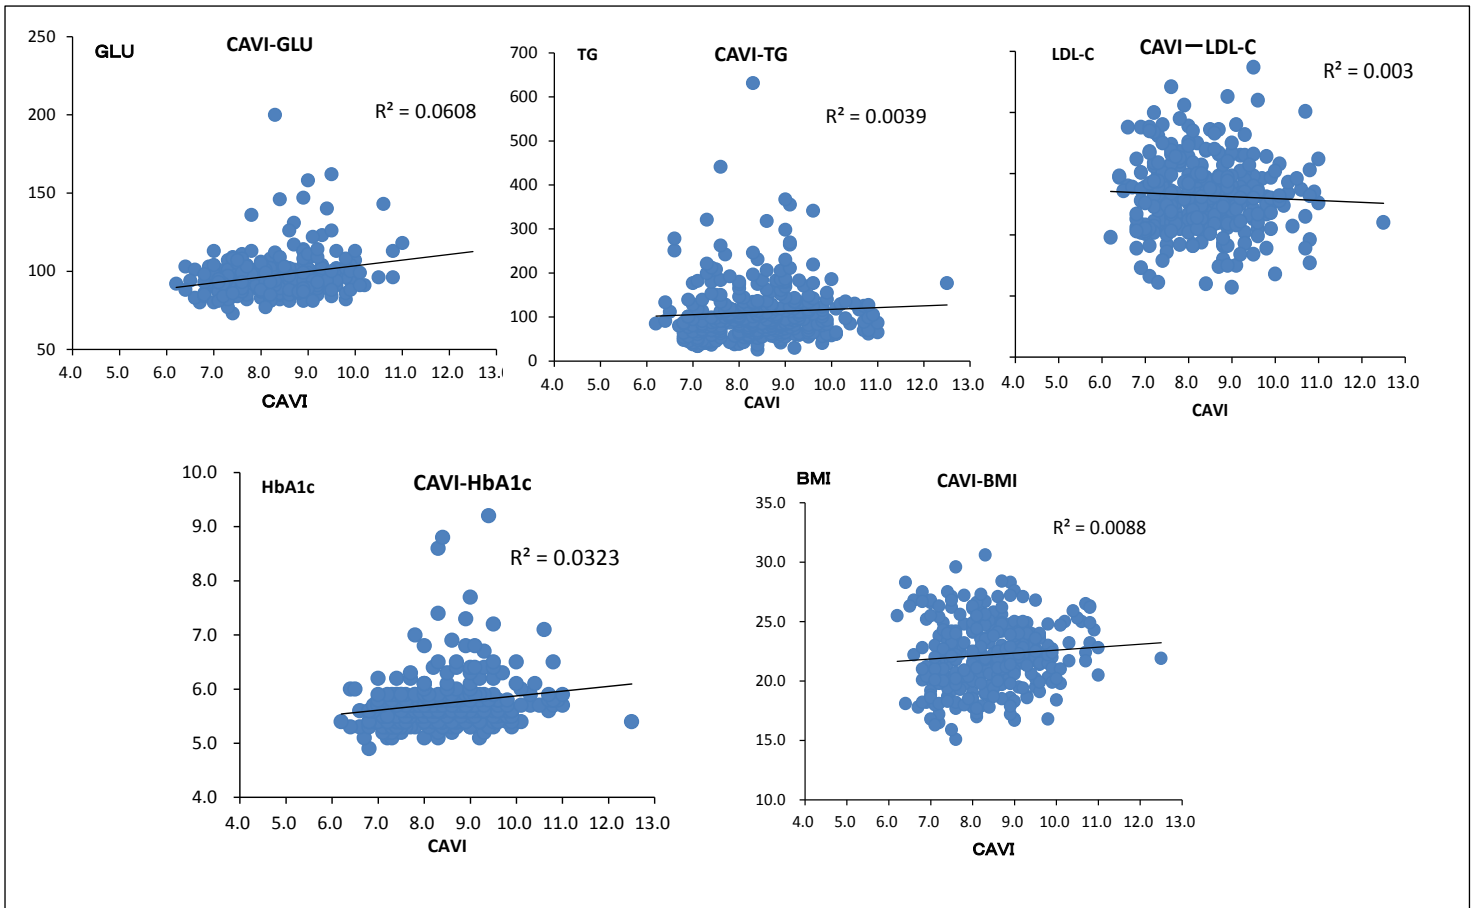 CAVI-GLU
GLU
R² = 0.0608
250
200
150
100
50
4.0 5.0 6.0 7.0 8.0 9.0 10.0 11.0 12.0 13.0
CAVI
CAVI-TG
TG
R² = 0.0039
700
600
500
400
300
200
100
0
4.0 5.0 6.0 7.0 8.0 9.0 10.0 11.0 12.0 13.0
CAVI
CAVI－LDL-C
LDL-C
R² = 0.003
4.0 5.0 6.0 7.0 8.0 9.0 10.0 11.0 12.0 13.0
CAVI
CAVI-HbA1c
HbA1c
R² = 0.0323
10.0
9.0
8.0
7.0
6.0
5.0
4.0
4.0 5.0 6.0 7.0 8.0 9.0 10.0 11.0 12.0 13.0
CAVI
CAVI-BMI
BMI
R² = 0.0088
35.0
30.0
25.0
20.0
15.0
10.0
4.0 5.0 6.0 7.0 8.0 9.0 10.0 11.0 12.0 13.0
CAVI